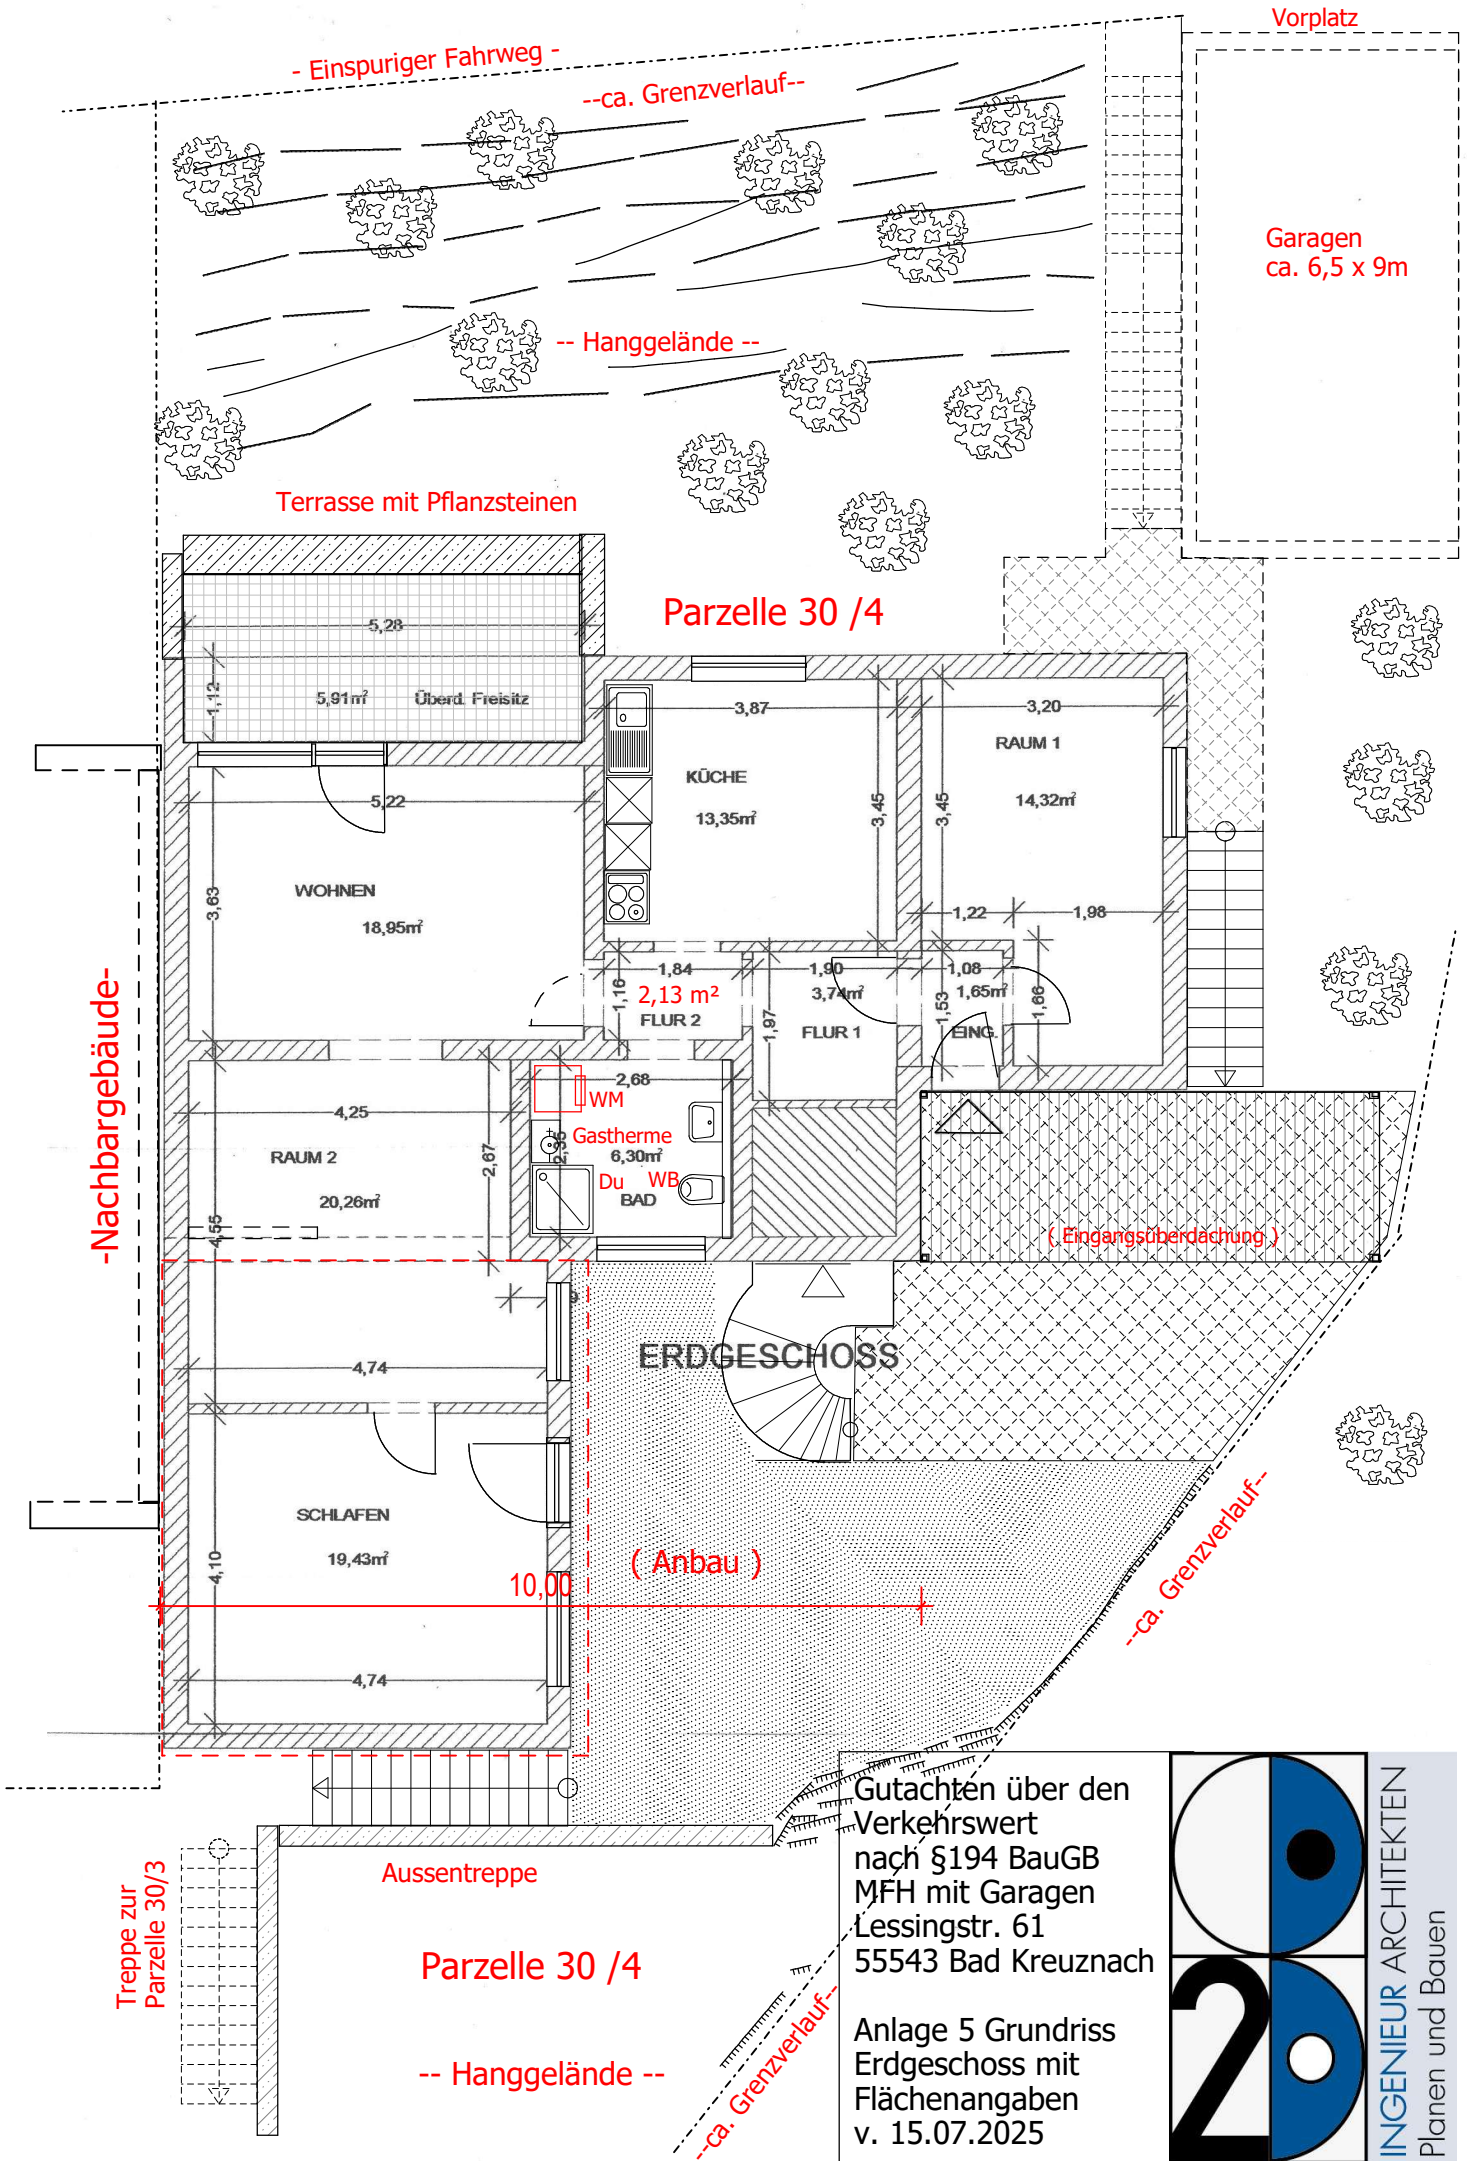 Vorplatz
- Einspuriger Fahrweg -
--ca. Grenzverlauf--
Garagen
ca. 6,5 x 9m
-- Hanggelände --
Terrasse mit Pflanzsteinen
Parzelle 30 /4
5,28
1,12
5,91m²
Überd. Freisitz
3,87
3,20
RAUM 1
KÜCHE
14,32m²
13,35m²
3,45
3,45
5,22
3,63
WOHNEN
18,95m²
1,22
1,98
1,84
1,90
1,08
1,16
2,13 m²
3,74m²
1,65m²
1,53
1,66
FLUR 2
1,97
FLUR 1
EING.
-Nachbargebäude-
2,68
WM
4,25
Gastherme
2,35
6,30m²
RAUM 2
2,67
Du
WB
BAD
20,26m²
4,55
( Eingangsüberdachung )
ERDGESCHOSS
4,74
SCHLAFEN
19,43m²
4,10
( Anbau )
10,00
--ca. Grenzverlauf--
4,74
Aussentreppe
Treppe zur
Parzelle 30/3
Parzelle 30 /4
-- Hanggelände --
--ca. Grenzverlauf--
Gutachten über den
Verkehrswert
nach §194 BauGB
MFH mit Garagen
Lessingstr. 61
55543 Bad Kreuznach
Anlage 5 Grundriss
Erdgeschoss mit
Flächenangaben
v. 15.07.2025
2
INGENIEUR ARCHITEKTEN
Planen und Bauen